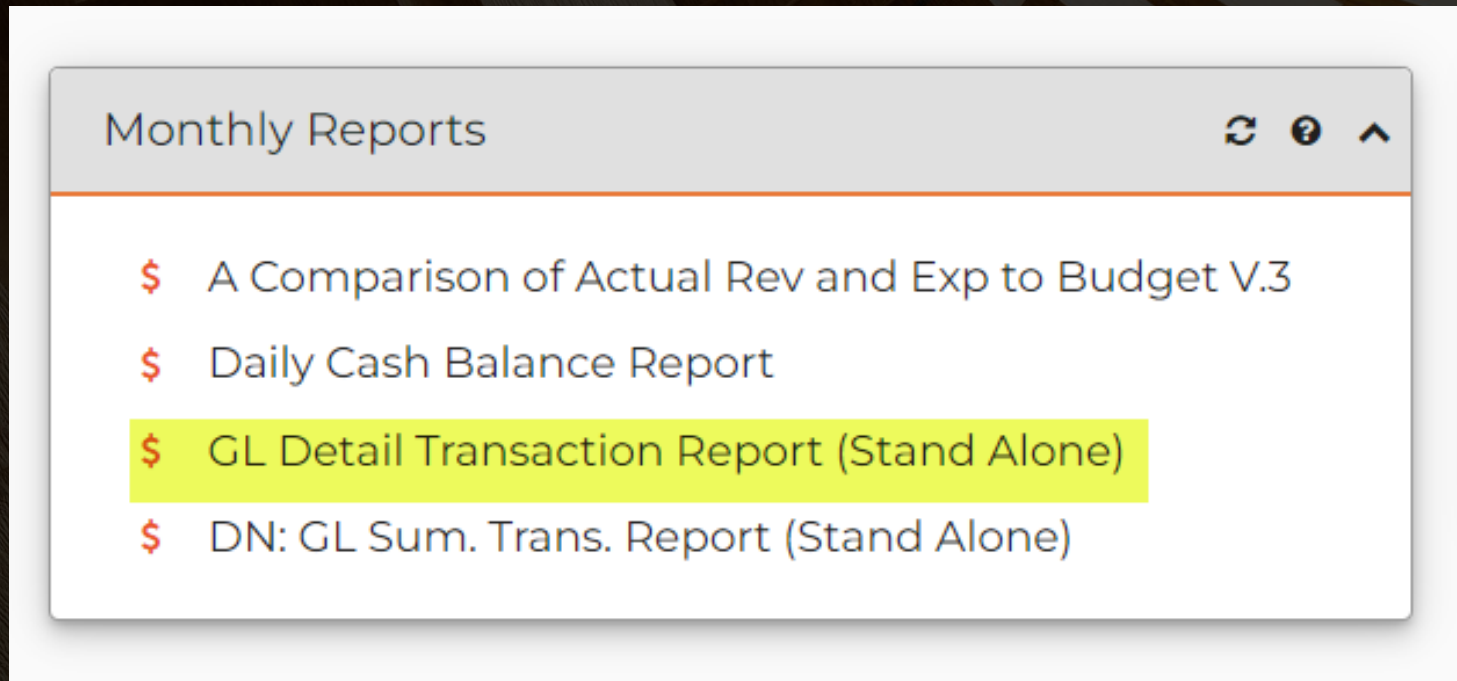 Monthly Reports
$ A Comparison of Actual Rev and Exp to Budget V.3
$ Daily Cash Balance Report
$ GL Detail Transaction Report (Stand Alone)
$ DN: GL Sum. Trans. Report (Stand Alone)